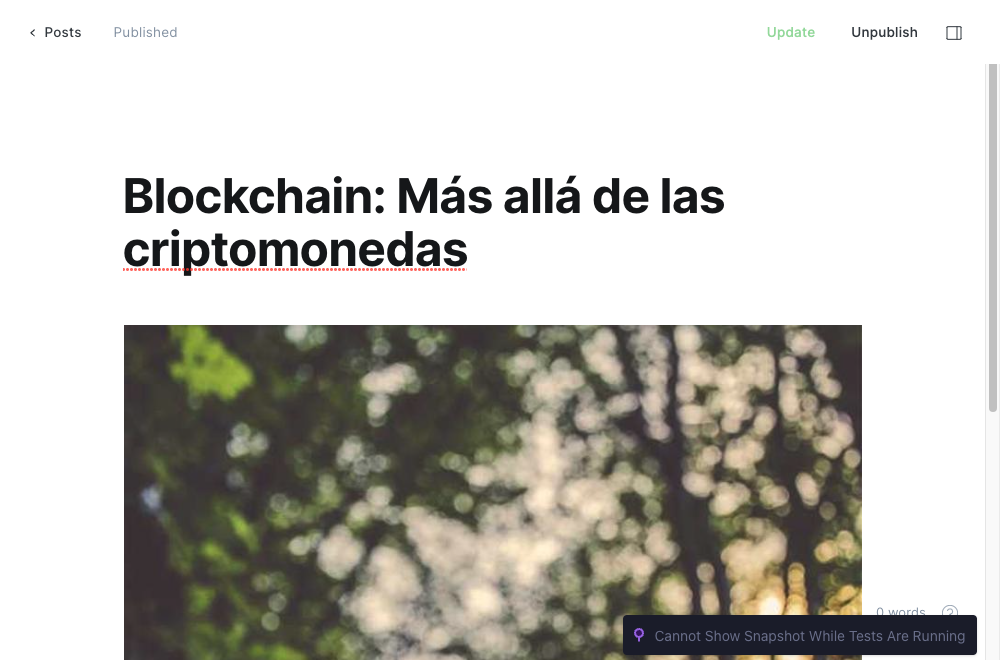 Posts Published Update Unpublish
Blockchain: Más allá de las
criptomonedas
0 words ?
Cannot Show Snapshot While Tests Are Running